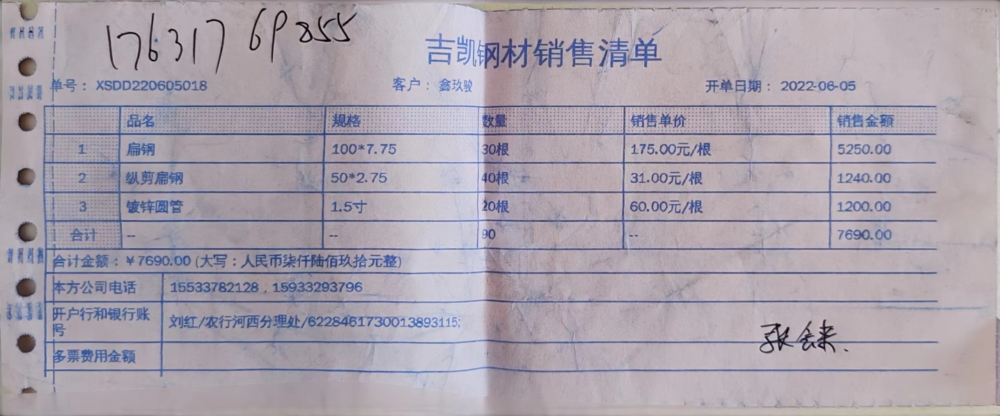 17631769855
吉凯钢材销售清单
单号： XSDD220605018 客户： 鑫玖骏 开单日期： 2022-06-05
品名 规格 数量 销售单价 销售金额
1 扁钢 100*7.75 30根 175.00元/根 5250.00
2 纵剪扁钢 50*2.75 40根 31.00元/根 1240.00
3 镀锌圆管 1.5寸 20根 60.00元/根 1200.00
合计 -- -- 90 -- 7690.00
合计金额：￥7690.00 (大写：人民币柒仟陆佰玖拾元整)
本方公司电话 15533782128，15933293796
开户行和银行账号 刘红/农行河西分理处/6228461730013893115;
张
多票费用金额